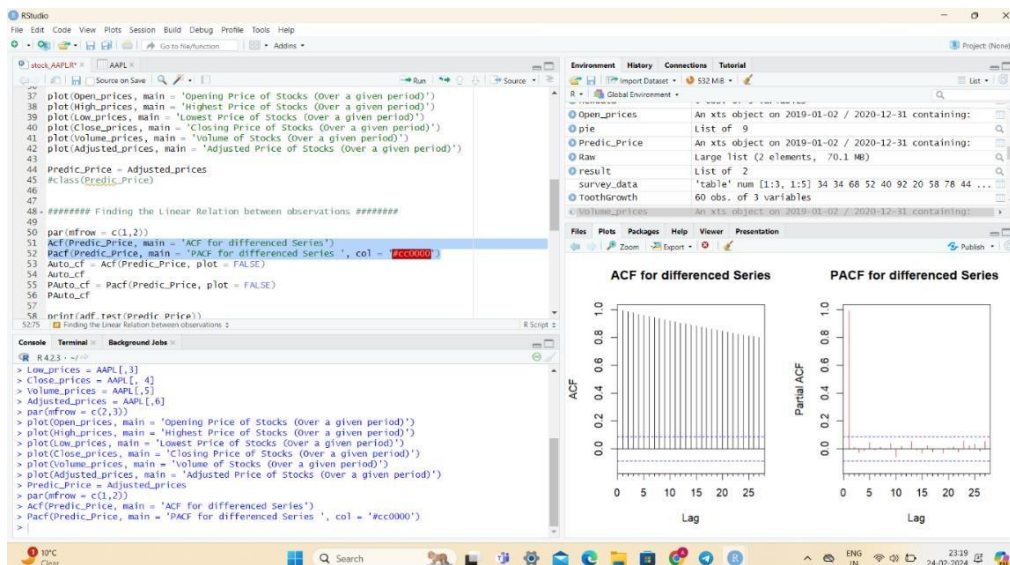 RStudio
File Edit Code View Plots Session Build Debug Profile Tools Help
Go to file/function Addins
Project: (None)
stock_AAPLR* AAPL
Source on Save Run Source
37 plot(Open_prices, main = 'Opening Price of Stocks (Over a given period)')
38 plot(High_prices, main = 'Highest Price of Stocks (Over a given period)')
39 plot(Low_prices, main = 'Lowest Price of Stocks (Over a given period)')
40 plot(Close_prices, main = 'Closing Price of Stocks (Over a given period)')
41 plot(Volume_prices, main = 'Volume of Stocks (Over a given period)')
42 plot(Adjusted_prices, main = 'Adjusted Price of Stocks (Over a given period)')
43
44 Predic_Price = Adjusted_prices
45 #class(Predic_Price)
46
47
48 ######## Finding the Linear Relation between observations ########
49
50 par(mfrow = c(1,2))
51 Acf(Predic_Price, main = 'ACF for differenced Series')
52 Pacf(Predic_Price, main = 'PACF for differenced Series ', col = '#cc0000')
53 Auto_cf = Acf(Predic_Price, plot = FALSE)
54 Auto_cf
55 PAuto_cf = Pacf(Predic_Price, plot = FALSE)
56 PAuto_cf
57
58 print(adf.test(Predic_Price))
52:75 Finding the Linear Relation between observations R Script
Console Terminal Background Jobs
R 4.2.3 · ~/
> Low_prices = AAPL[,3]
> Close_prices = AAPL[, 4]
> Volume_prices = AAPL[,5]
> Adjusted_prices = AAPL[,6]
> par(mfrow = c(2,3))
> plot(Open_prices, main = 'Opening Price of Stocks (Over a given period)')
> plot(High_prices, main = 'Highest Price of Stocks (Over a given period)')
> plot(Low_prices, main = 'Lowest Price of Stocks (Over a given period)')
> plot(Close_prices, main = 'Closing Price of Stocks (Over a given period)')
> plot(Volume_prices, main = 'Volume of Stocks (Over a given period)')
> plot(Adjusted_prices, main = 'Adjusted Price of Stocks (Over a given period)')
> Predic_Price = Adjusted_prices
> par(mfrow = c(1,2))
> Acf(Predic_Price, main = 'ACF for differenced Series')
> Pacf(Predic_Price, main = 'PACF for differenced Series ', col = '#cc0000')
>
Environment History Connections Tutorial
Import Dataset 532 MiB List
R Global Environment
Open_prices An xts object on 2019-01-02 / 2020-12-31 containing:
pie List of 9
Predic_Price An xts object on 2019-01-02 / 2020-12-31 containing:
Raw Large list (2 elements, 70.1 MB)
result List of 2
survey_data 'table' num [1:3, 1:5] 34 34 68 52 40 92 20 58 78 44 ...
ToothGrowth 60 obs. of 3 variables
Volume_prices An xts object on 2019-01-02 / 2020-12-31 containing:
Files Plots Packages Help Viewer Presentation
Zoom Export Publish
ACF for differenced Series
ACF
0.0 0.2 0.4 0.6 0.8 1.0
0 5 10 15 20 25
Lag
PACF for differenced Series
Partial ACF
0.0 0.2 0.4 0.6 0.8 1.0
0 5 10 15 20 25
Lag
10°C
Clear
Search
ENG
IN
23:19
24-02-2024